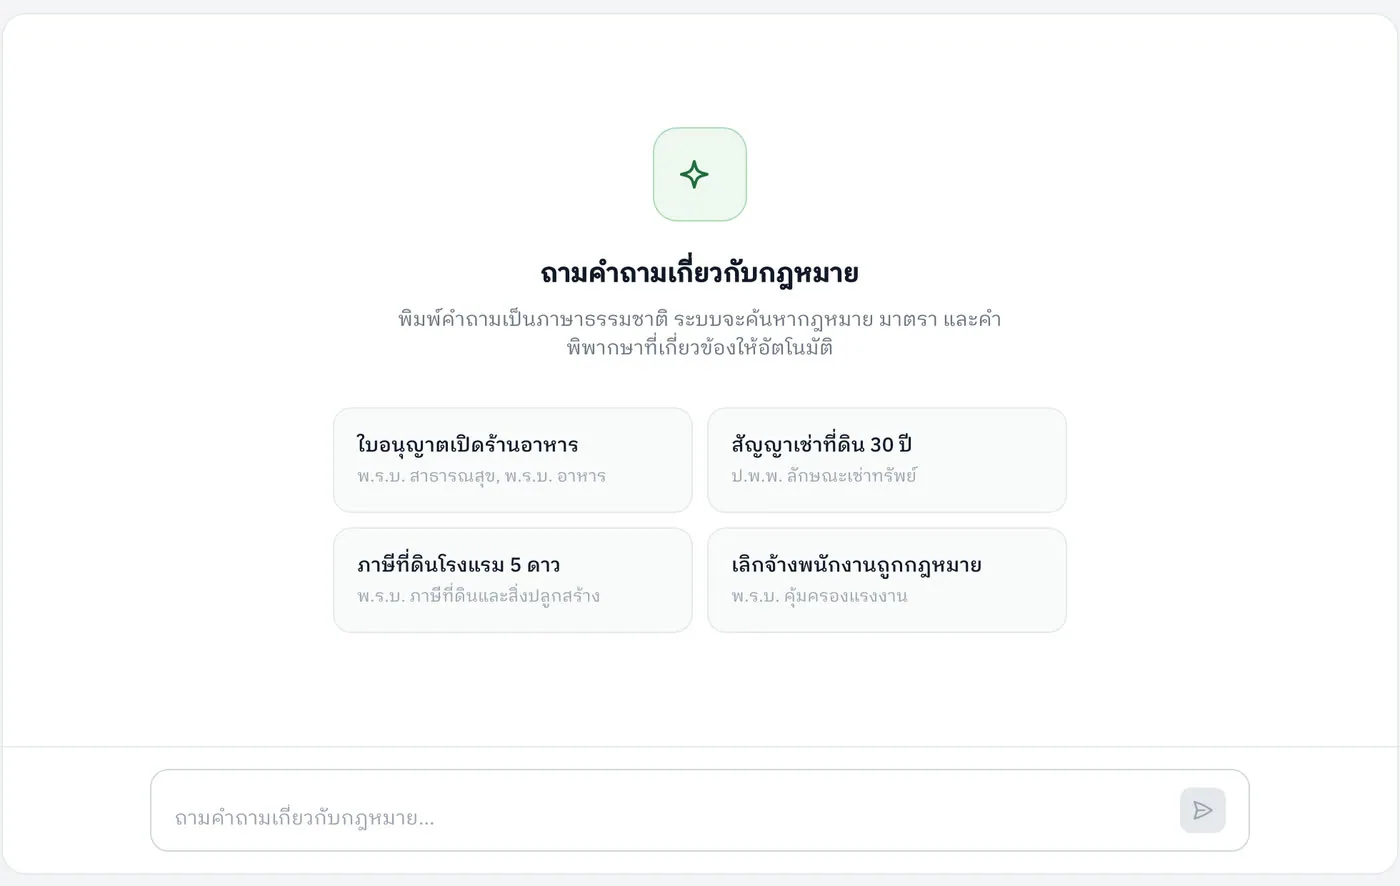 ถามคำถามเกี่ยวกับกฎหมาย
พิมพ์คำถามเป็นภาษาธรรมชาติ ระบบจะค้นหากฎหมาย มาตรา และคำ
พิพากษาที่เกี่ยวข้องให้อัตโนมัติ
ใบอนุญาตเปิดร้านอาหาร
พ.ร.บ. สาธารณสุข, พ.ร.บ. อาหาร
สัญญาเช่าที่ดิน 30 ปี
ป.พ.พ. ลักษณะเช่าทรัพย์
ภาษีที่ดินโรงแรม 5 ดาว
พ.ร.บ. ภาษีที่ดินและสิ่งปลูกสร้าง
เลิกจ้างพนักงานถูกกฎหมาย
พ.ร.บ. คุ้มครองแรงงาน
ถามคำถามเกี่ยวกับกฎหมาย...